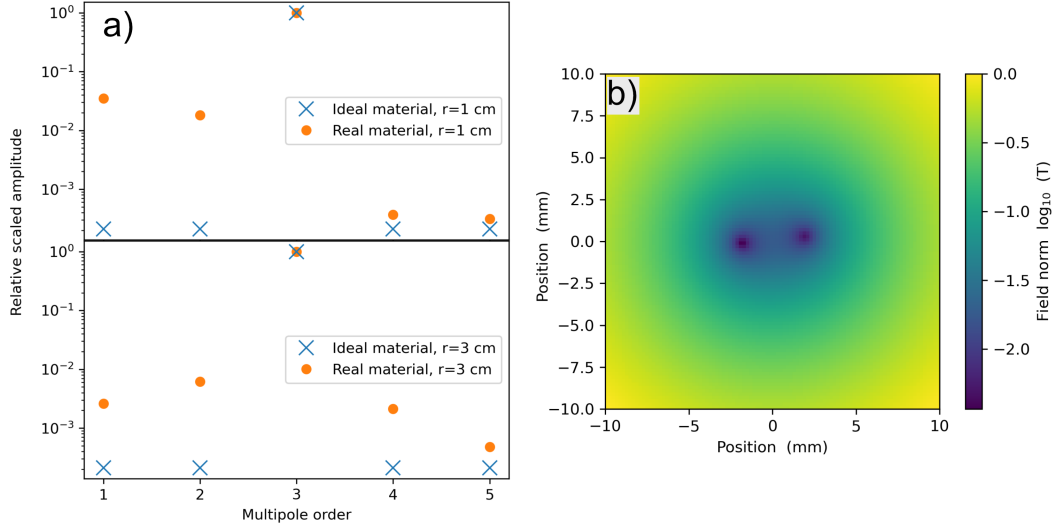 a)
10⁰
10⁻¹
10⁻²
10⁻³
Ideal material, r=1 cm
Real material, r=1 cm
10⁰
10⁻¹
10⁻²
10⁻³
Ideal material, r=3 cm
Real material, r=3 cm
1
2
3
4
5
Multipole order
Relative scaled amplitude
b)
10.0
7.5
5.0
2.5
0.0
−2.5
−5.0
−7.5
−10.0
−10
−5
0
5
10
Position (mm)
Position (mm)
0.0
−0.5
−1.0
−1.5
−2.0
Field norm log₁₀ (T)